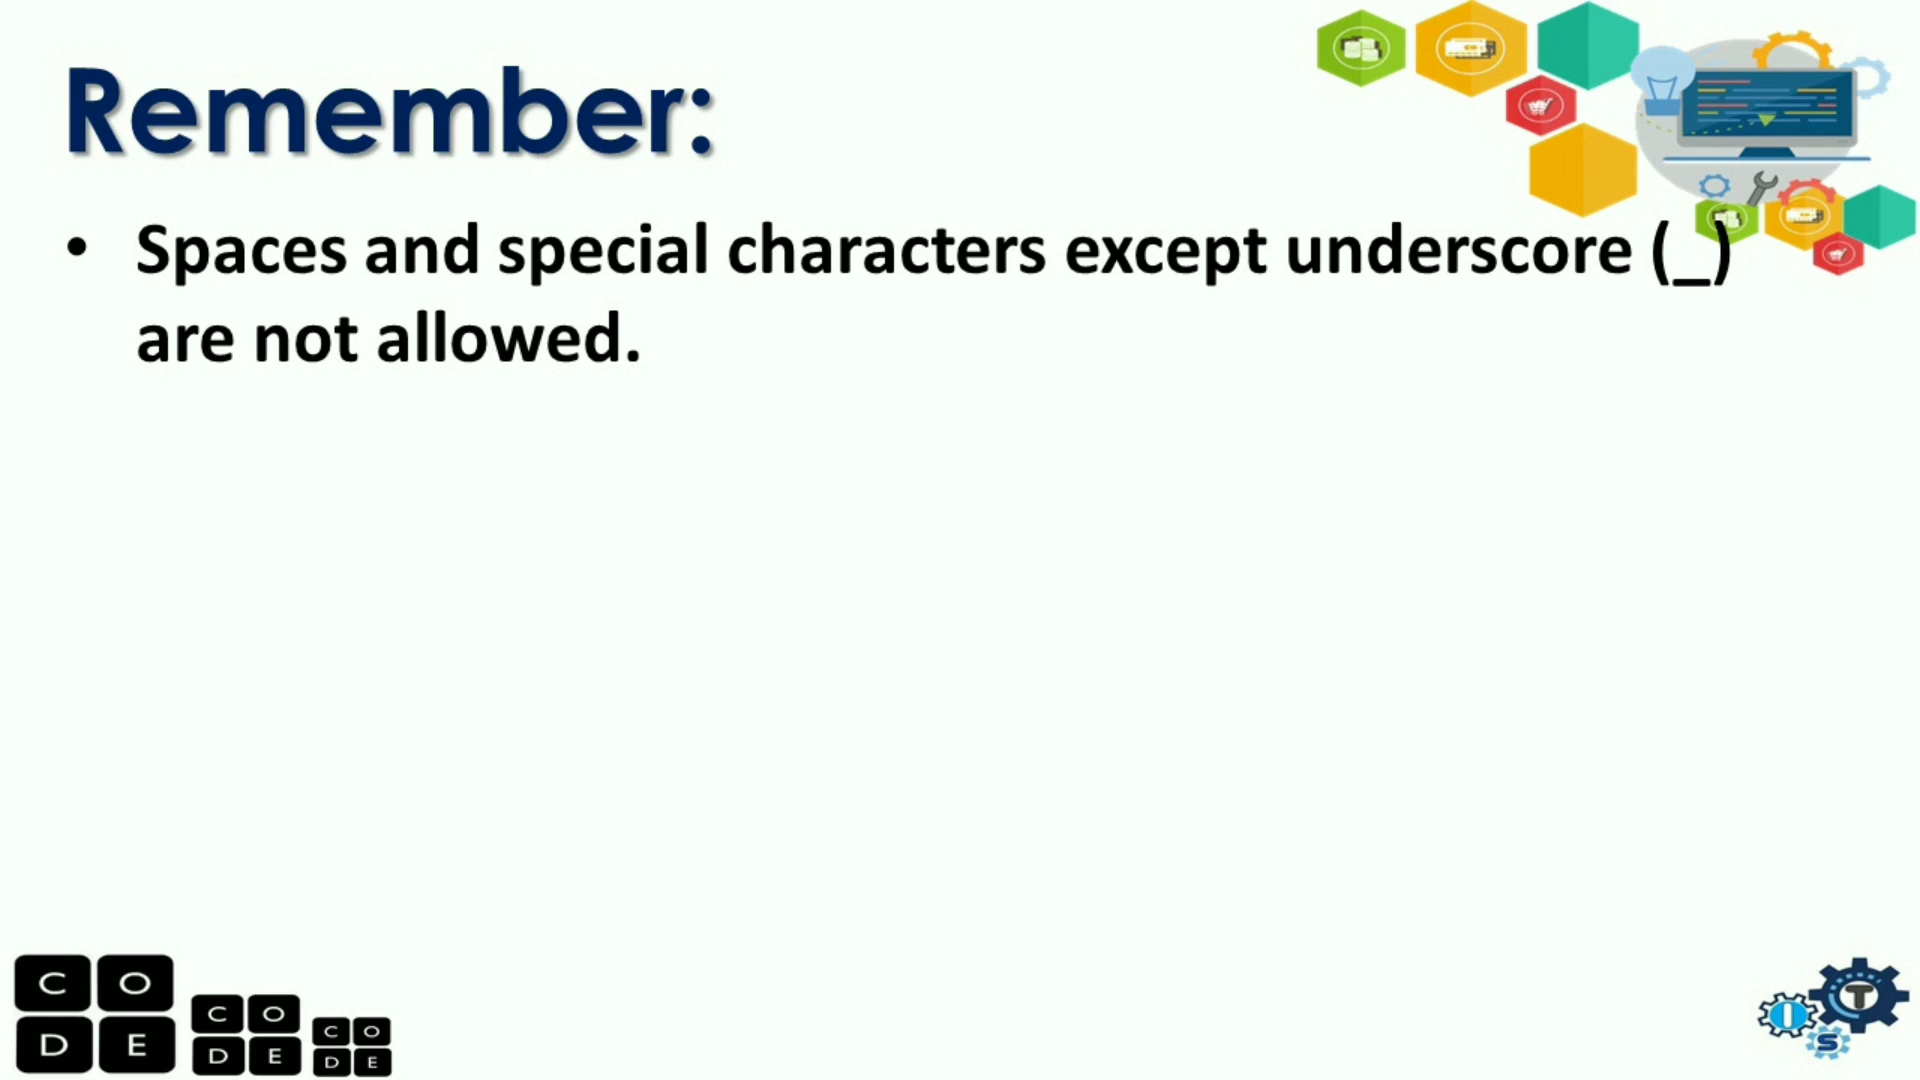 Remember:
• Spaces and special characters except underscore (_)
are not allowed.
C O
D E
C O
D E
C O
D E
I T
S